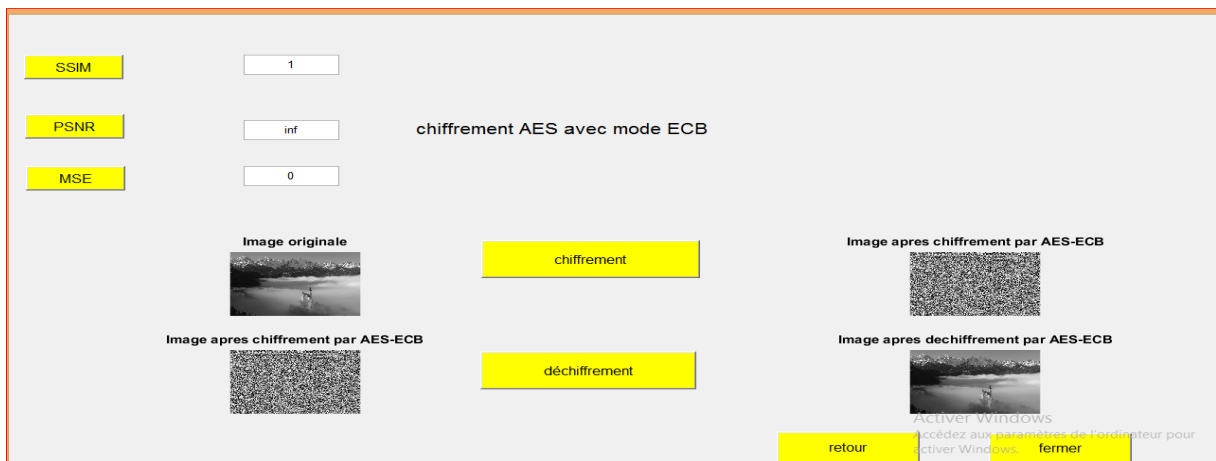 SSIM
1
PSNR
inf
chiffrement AES avec mode ECB
MSE
0
Image originale
chiffrement
Image apres chiffrement par AES-ECB
Image apres chiffrement par AES-ECB
déchiffrement
Image apres dechiffrement par AES-ECB
Activer Windows
Accédez aux paramètres de l'ordinateur pour
activer Windows.
retour
fermer